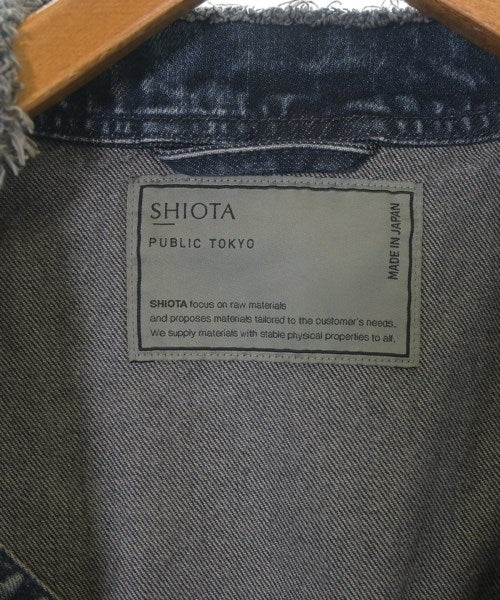 SHIOTA
PUBLIC TOKYO
MADE IN JAPAN
SHIOTA focus on raw materials
and proposes materials tailored to the customer's needs.
We supply materials with stable physical properties to all.